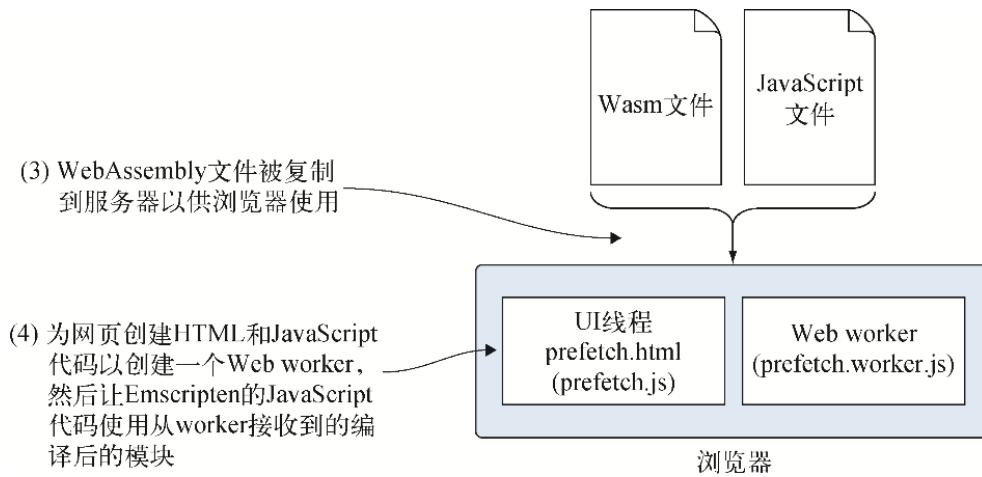 Wasm文件
JavaScript
文件
(3) WebAssembly文件被复制
到服务器以供浏览器使用
(4) 为网页创建HTML和JavaScript
代码以创建一个Web worker，
然后让Emscripten的JavaScript
代码使用从worker接收到的编
译后的模块
UI线程
prefetch.html
(prefetch.js)
Web worker
(prefetch.worker.js)
浏览器